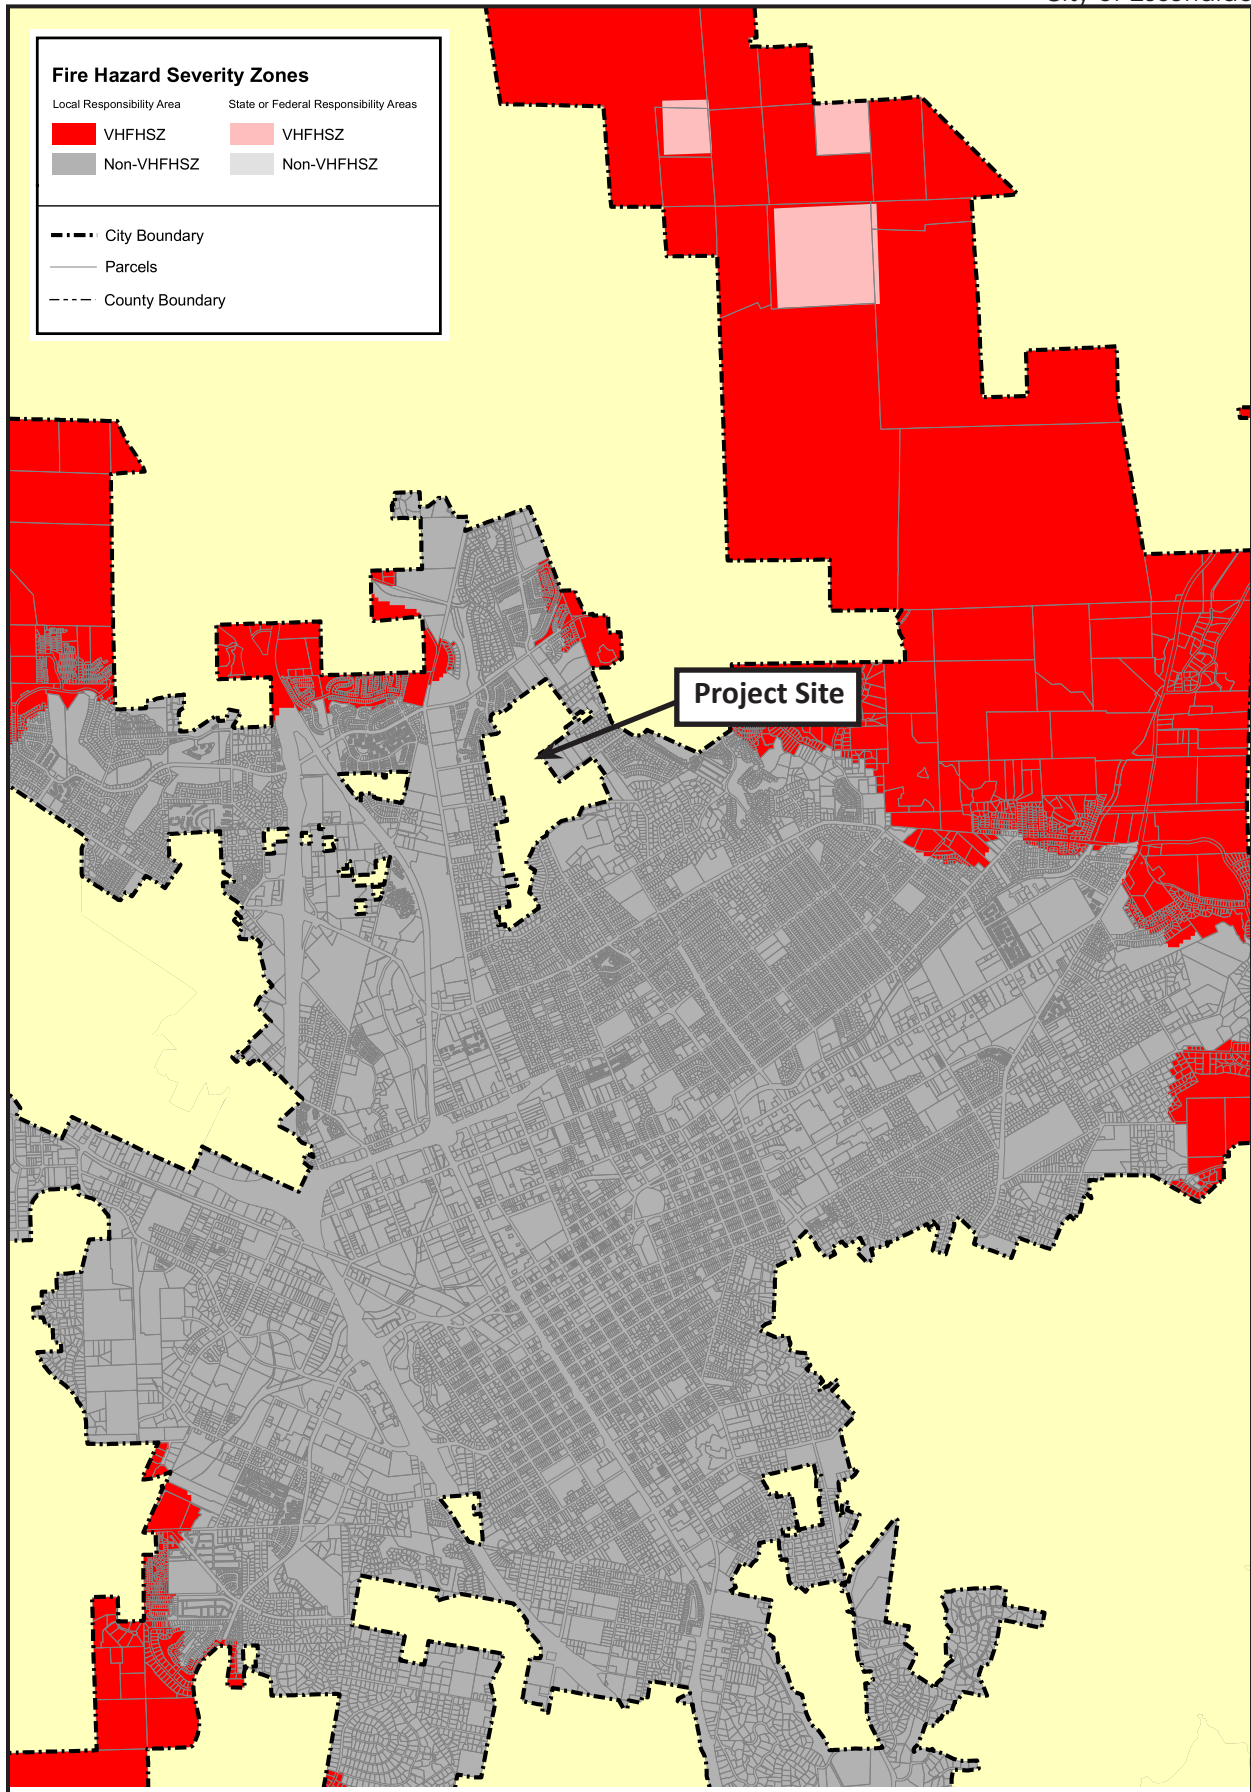 Fire Hazard Severity Zones
Local Responsibility Area
State or Federal Responsibility Areas
VHFHSZ
VHFHSZ
Non-VHFHSZ
Non-VHFHSZ
City Boundary
Parcels
County Boundary
Project Site